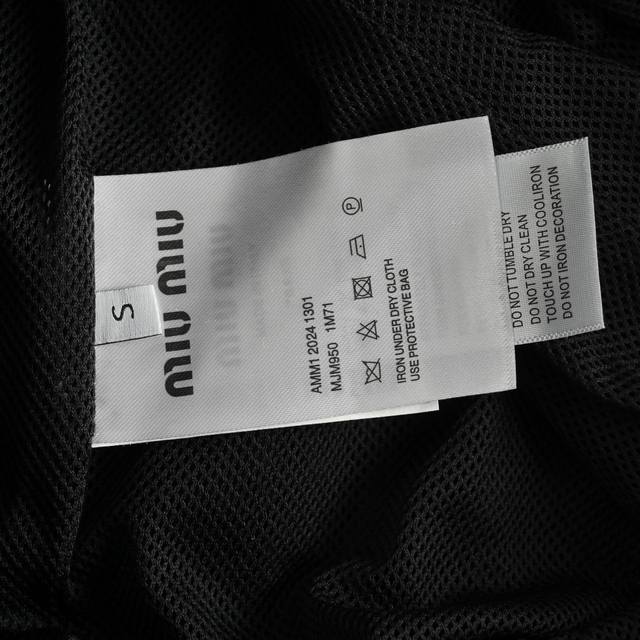 S
MIU MIU
AMM1 2024 1301
MJM950 1M71
P
IRON UNDER DRY CLOTH
USE PROTECTIVE BAG
DO NOT TUMBLE DRY
DO NOT DRY CLEAN
TOUCH UP WITH COOL IRON
DO NOT IRON DECORATION